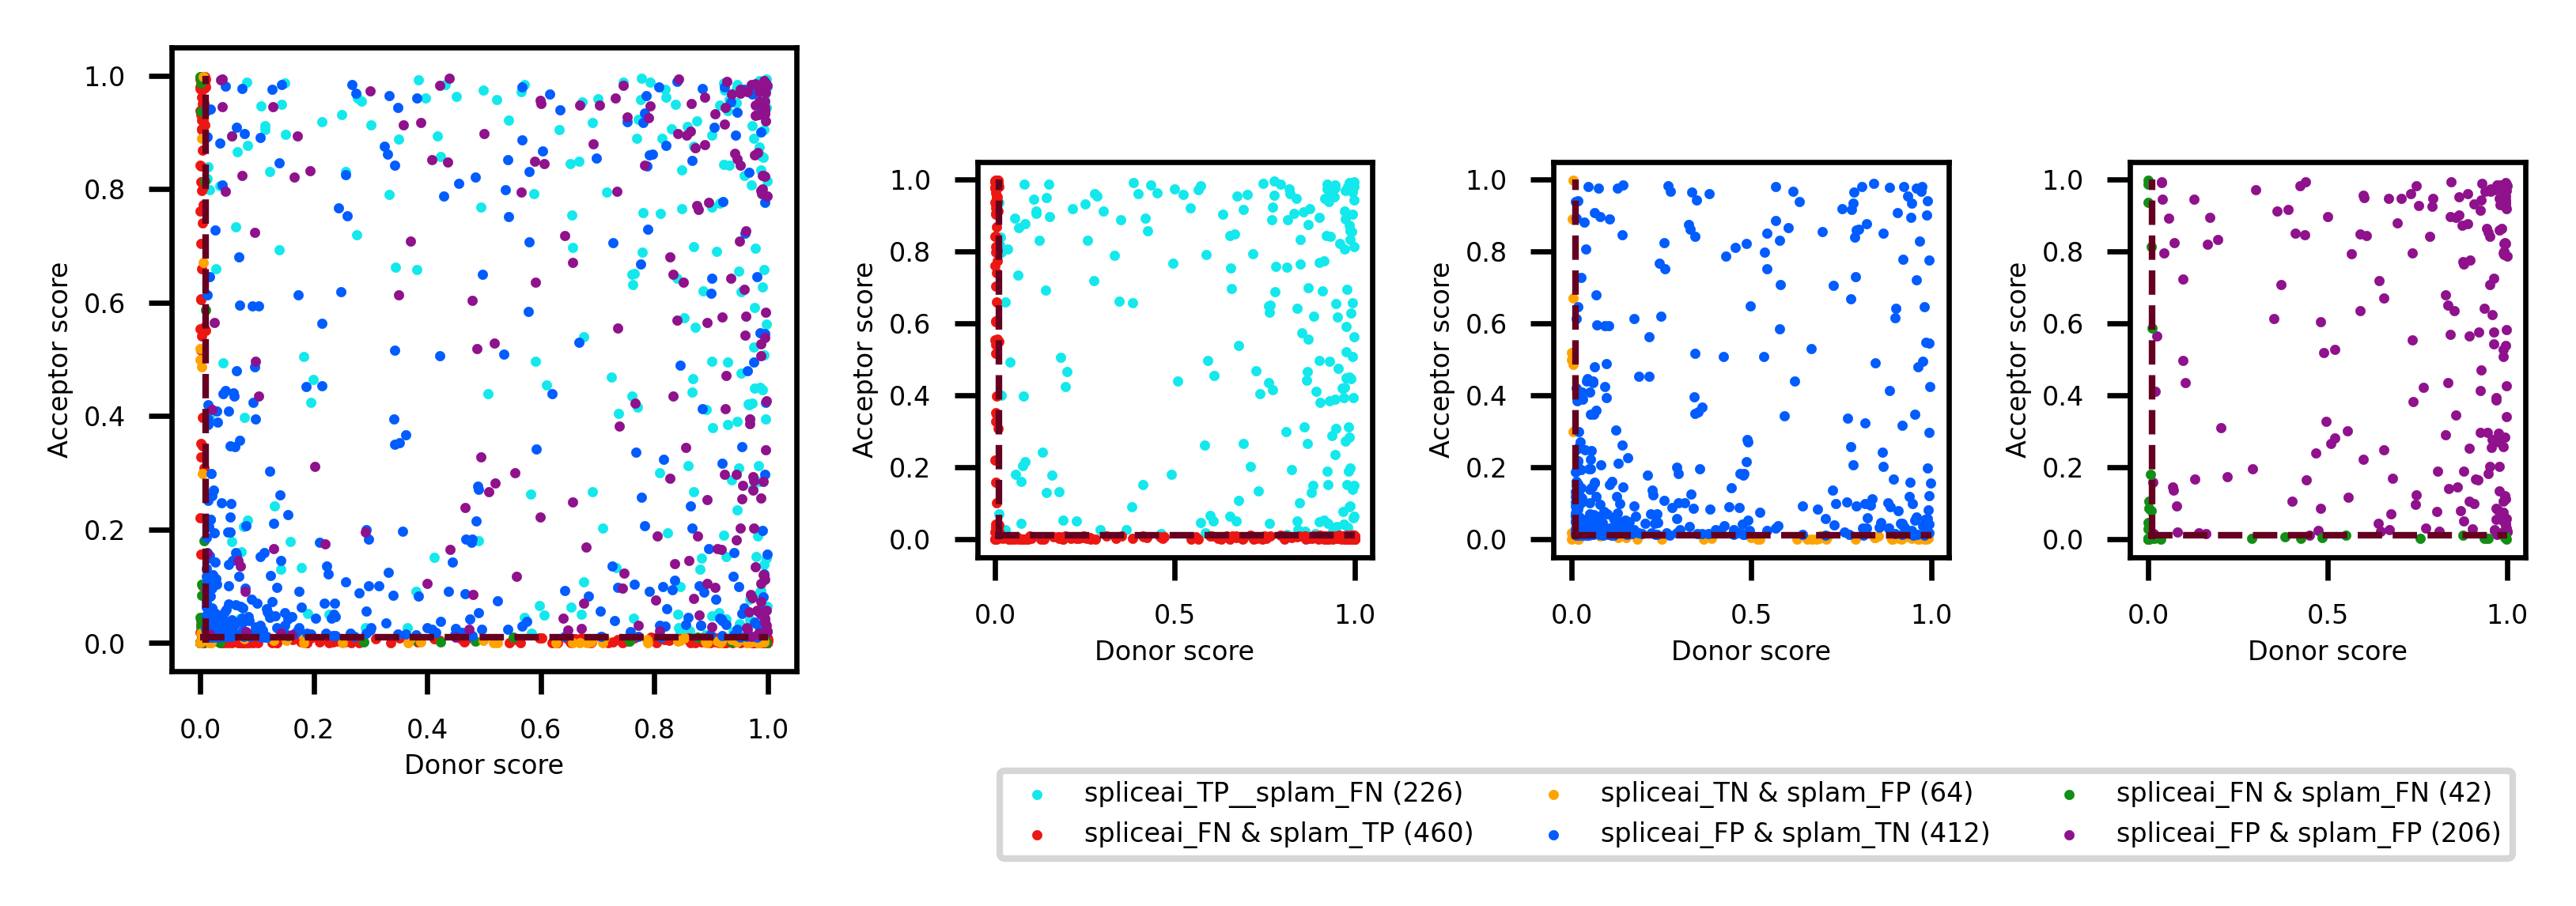 1.0
0.8
0.6
0.4
0.2
0.0
Acceptor score
0.0 0.2 0.4 0.6 0.8 1.0
Donor score
1.0
0.8
0.6
0.4
0.2
0.0
Acceptor score
0.0 0.5 1.0
Donor score
1.0
0.8
0.6
0.4
0.2
0.0
Acceptor score
0.0 0.5 1.0
Donor score
1.0
0.8
0.6
0.4
0.2
0.0
Acceptor score
0.0 0.5 1.0
Donor score
spliceai_TP__splam_FN (226) spliceai_TN & splam_FP (64) spliceai_FN & splam_FN (42)
spliceai_FN & splam_TP (460) spliceai_FP & splam_TN (412) spliceai_FP & splam_FP (206)